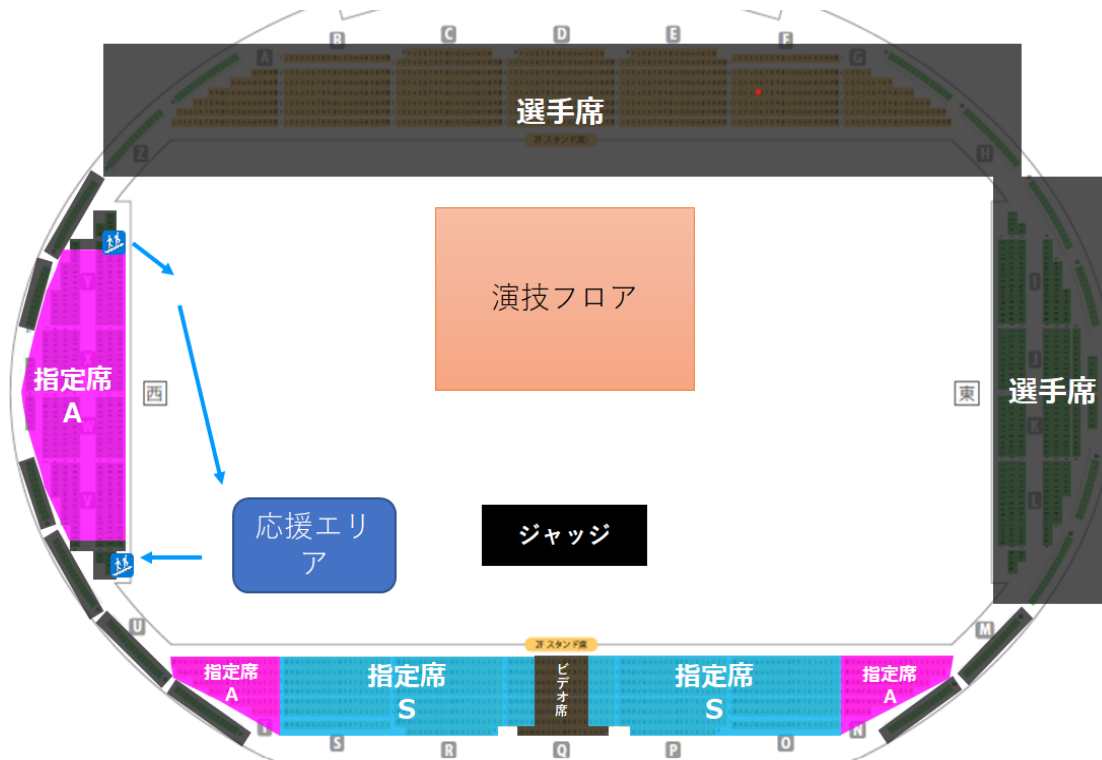 C
D
E
B
F
A
G
選手席
2F スタンド席
Z
H
演技フロア
Y
I
X
指定席
A
J
西
東
選手席
W
K
V
L
応援エリ
ア
ジャッジ
U
M
2F スタンド席
指定席
A
指定席
S
ビデオ席
指定席
S
指定席
A
T
S
R
Q
P
O
N